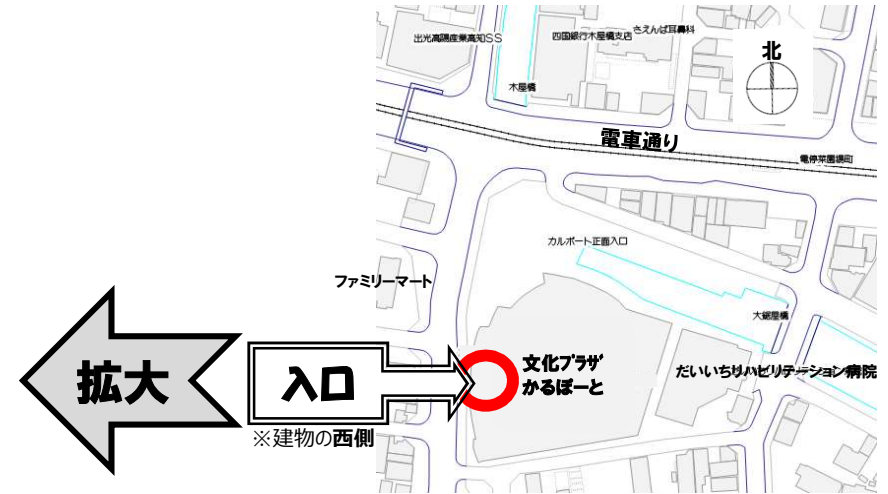 出光高陽産業高知SS
四国銀行木屋橋支店
さえんば耳鼻科
北
木屋橋
電車通り
電停菜園場町
カルポート正面入口
ファミリーマート
大鋸屋橋
拡大
入口
文化プラザ
かるぽーと
だいいちリハビリテーション病院
※建物の西側